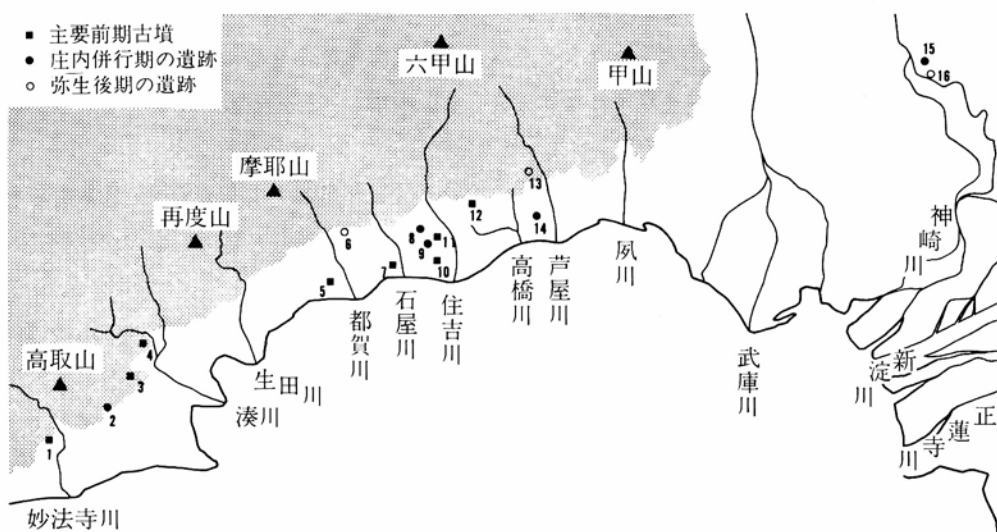 ■ 主要前期古墳
● 庄内併行期の遺跡
○ 弥生後期の遺跡
六甲山
甲山
摩耶山
再度山
高取山
15
16
13
12
14
6
8
11
9
10
7
5
4
3
2
1
妙法寺川
湊川
生田川
都賀川
石屋川
住吉川
高橋川
芦屋川
夙川
武庫川
神崎川
新淀川
正蓮寺川